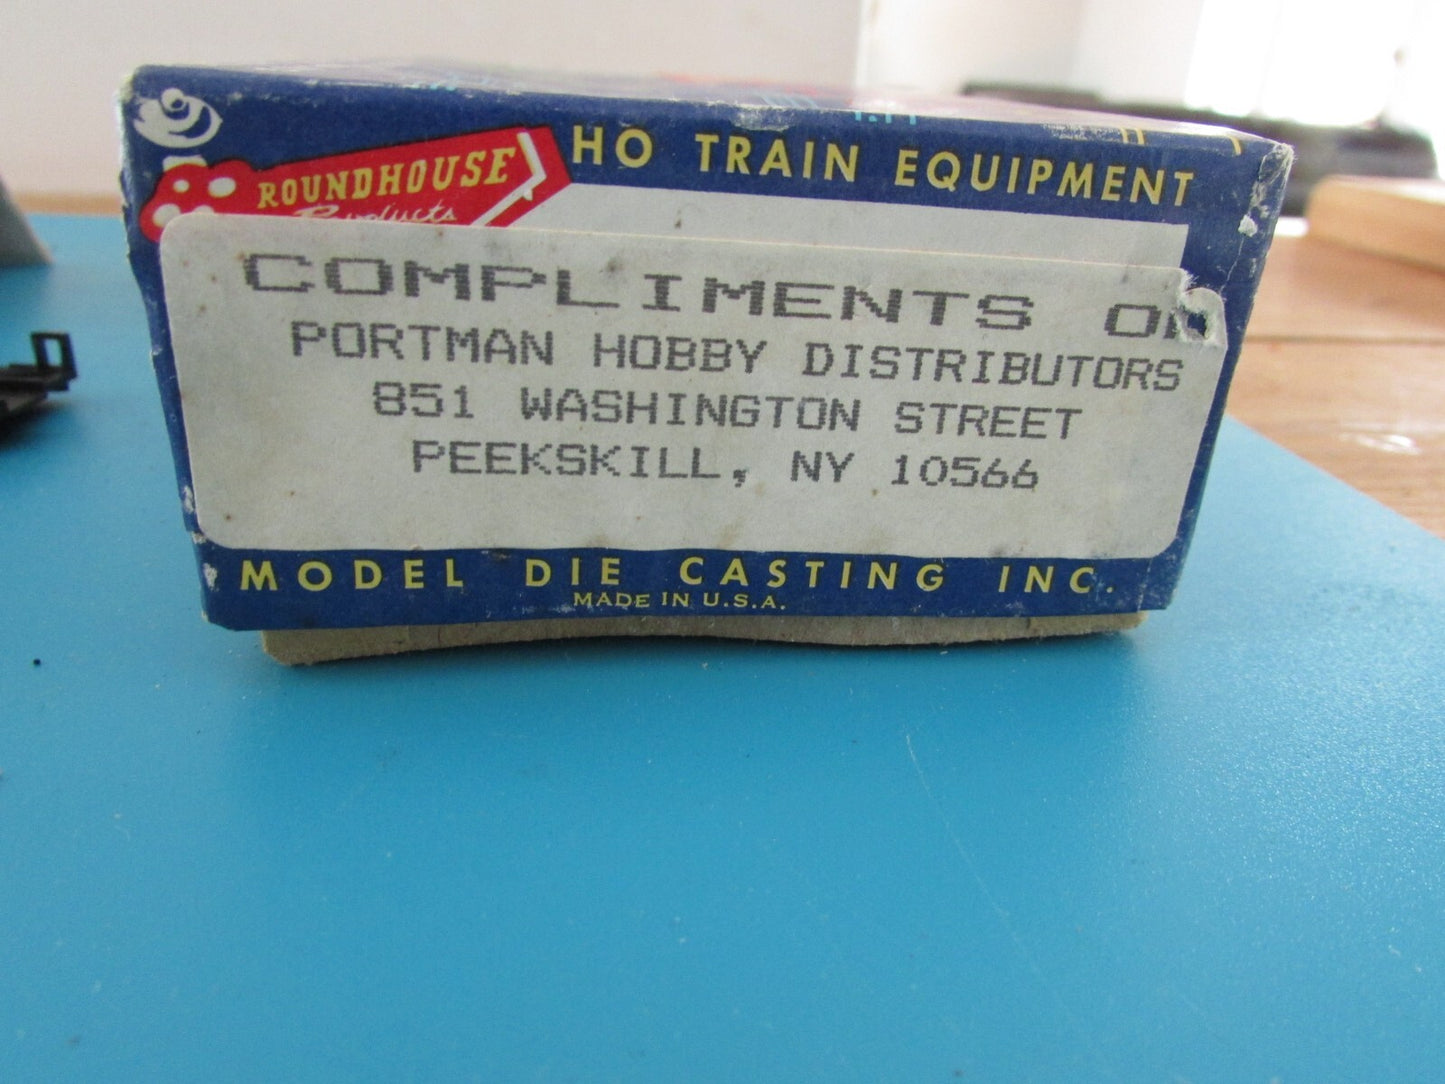 ROUNDHOUSE
Products
HO TRAIN EQUIPMENT
COMPLIMENTS
PORTMAN HOBBY DISTRIBUTORS
851 WASHINGTON STREET
PEEKSKILL, NY 10566
MODEL DIE CASTING INC.
MADE IN U.S.A.